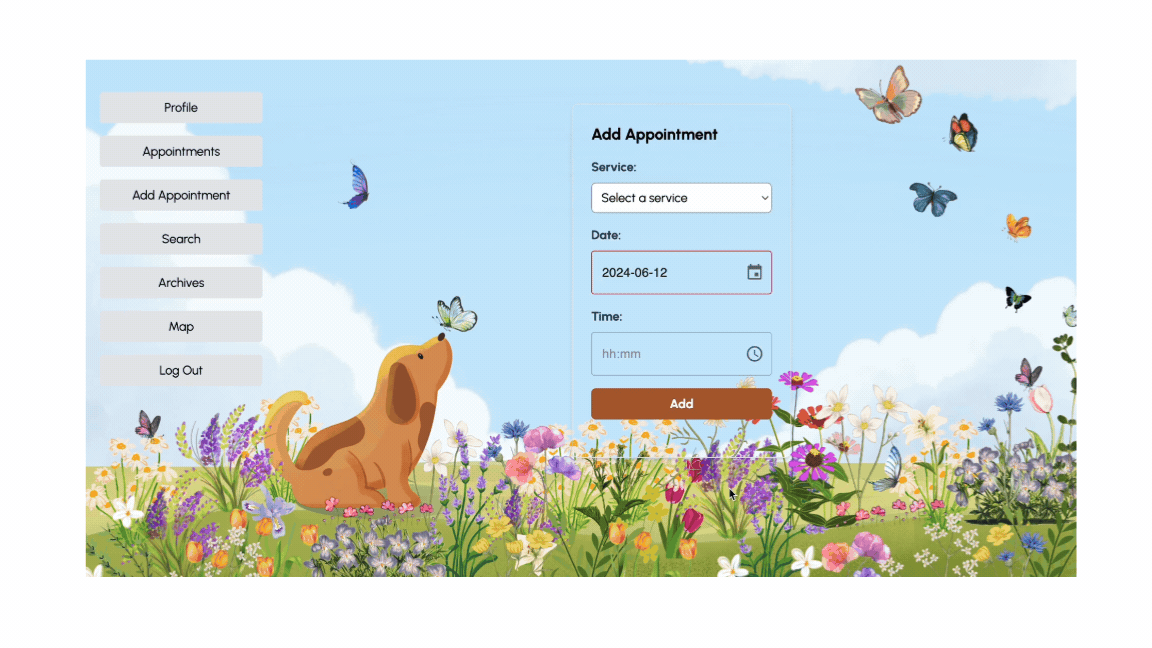 Profile
Appointments
Add Appointment
Search
Archives
Map
Log Out
Add Appointment
Service:
Select a service
Date:
2024-06-12
Time:
hh:mm
Add